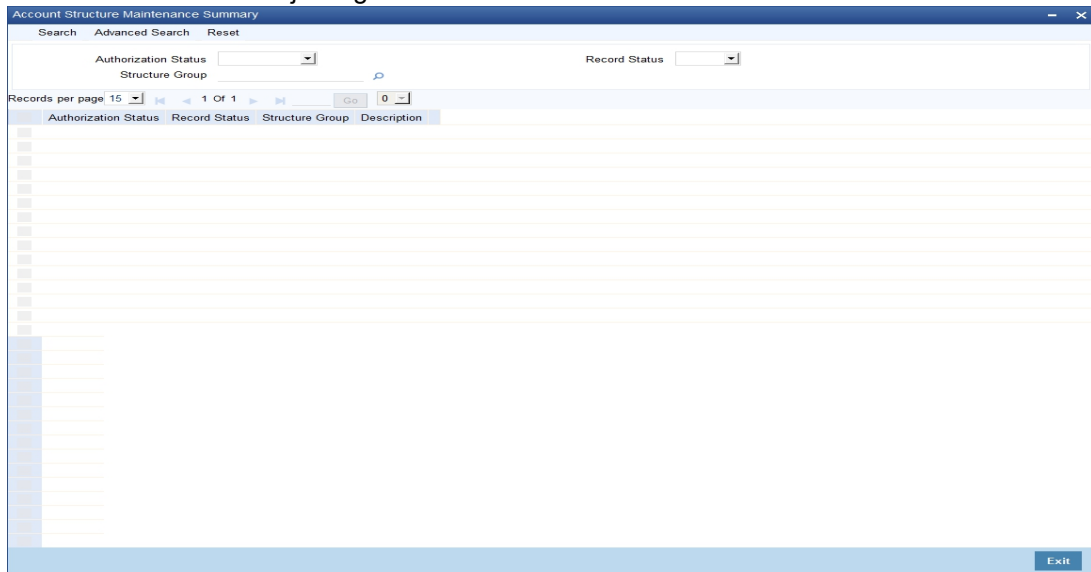 Account Structure Maintenance Summary
Search Advanced Search Reset
Authorization Status Record Status
Structure Group
Records per page 15 1 Of 1 Go 0
Authorization Status Record Status Structure Group Description
Exit